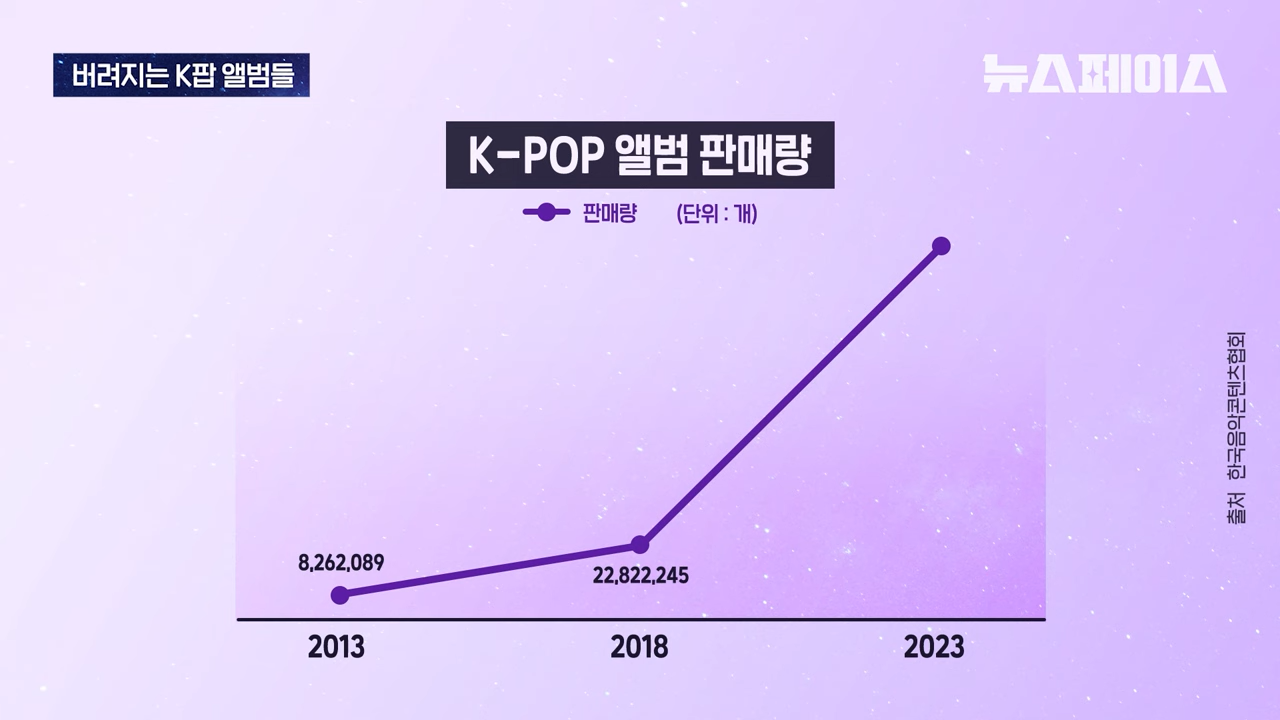 버려지는 K팝 앨범들
뉴스페이스
K-POP 앨범 판매량
판매량 (단위 : 개)
8,262,089
22,822,245
2013 2018 2023
출처 한국음악콘텐츠협회